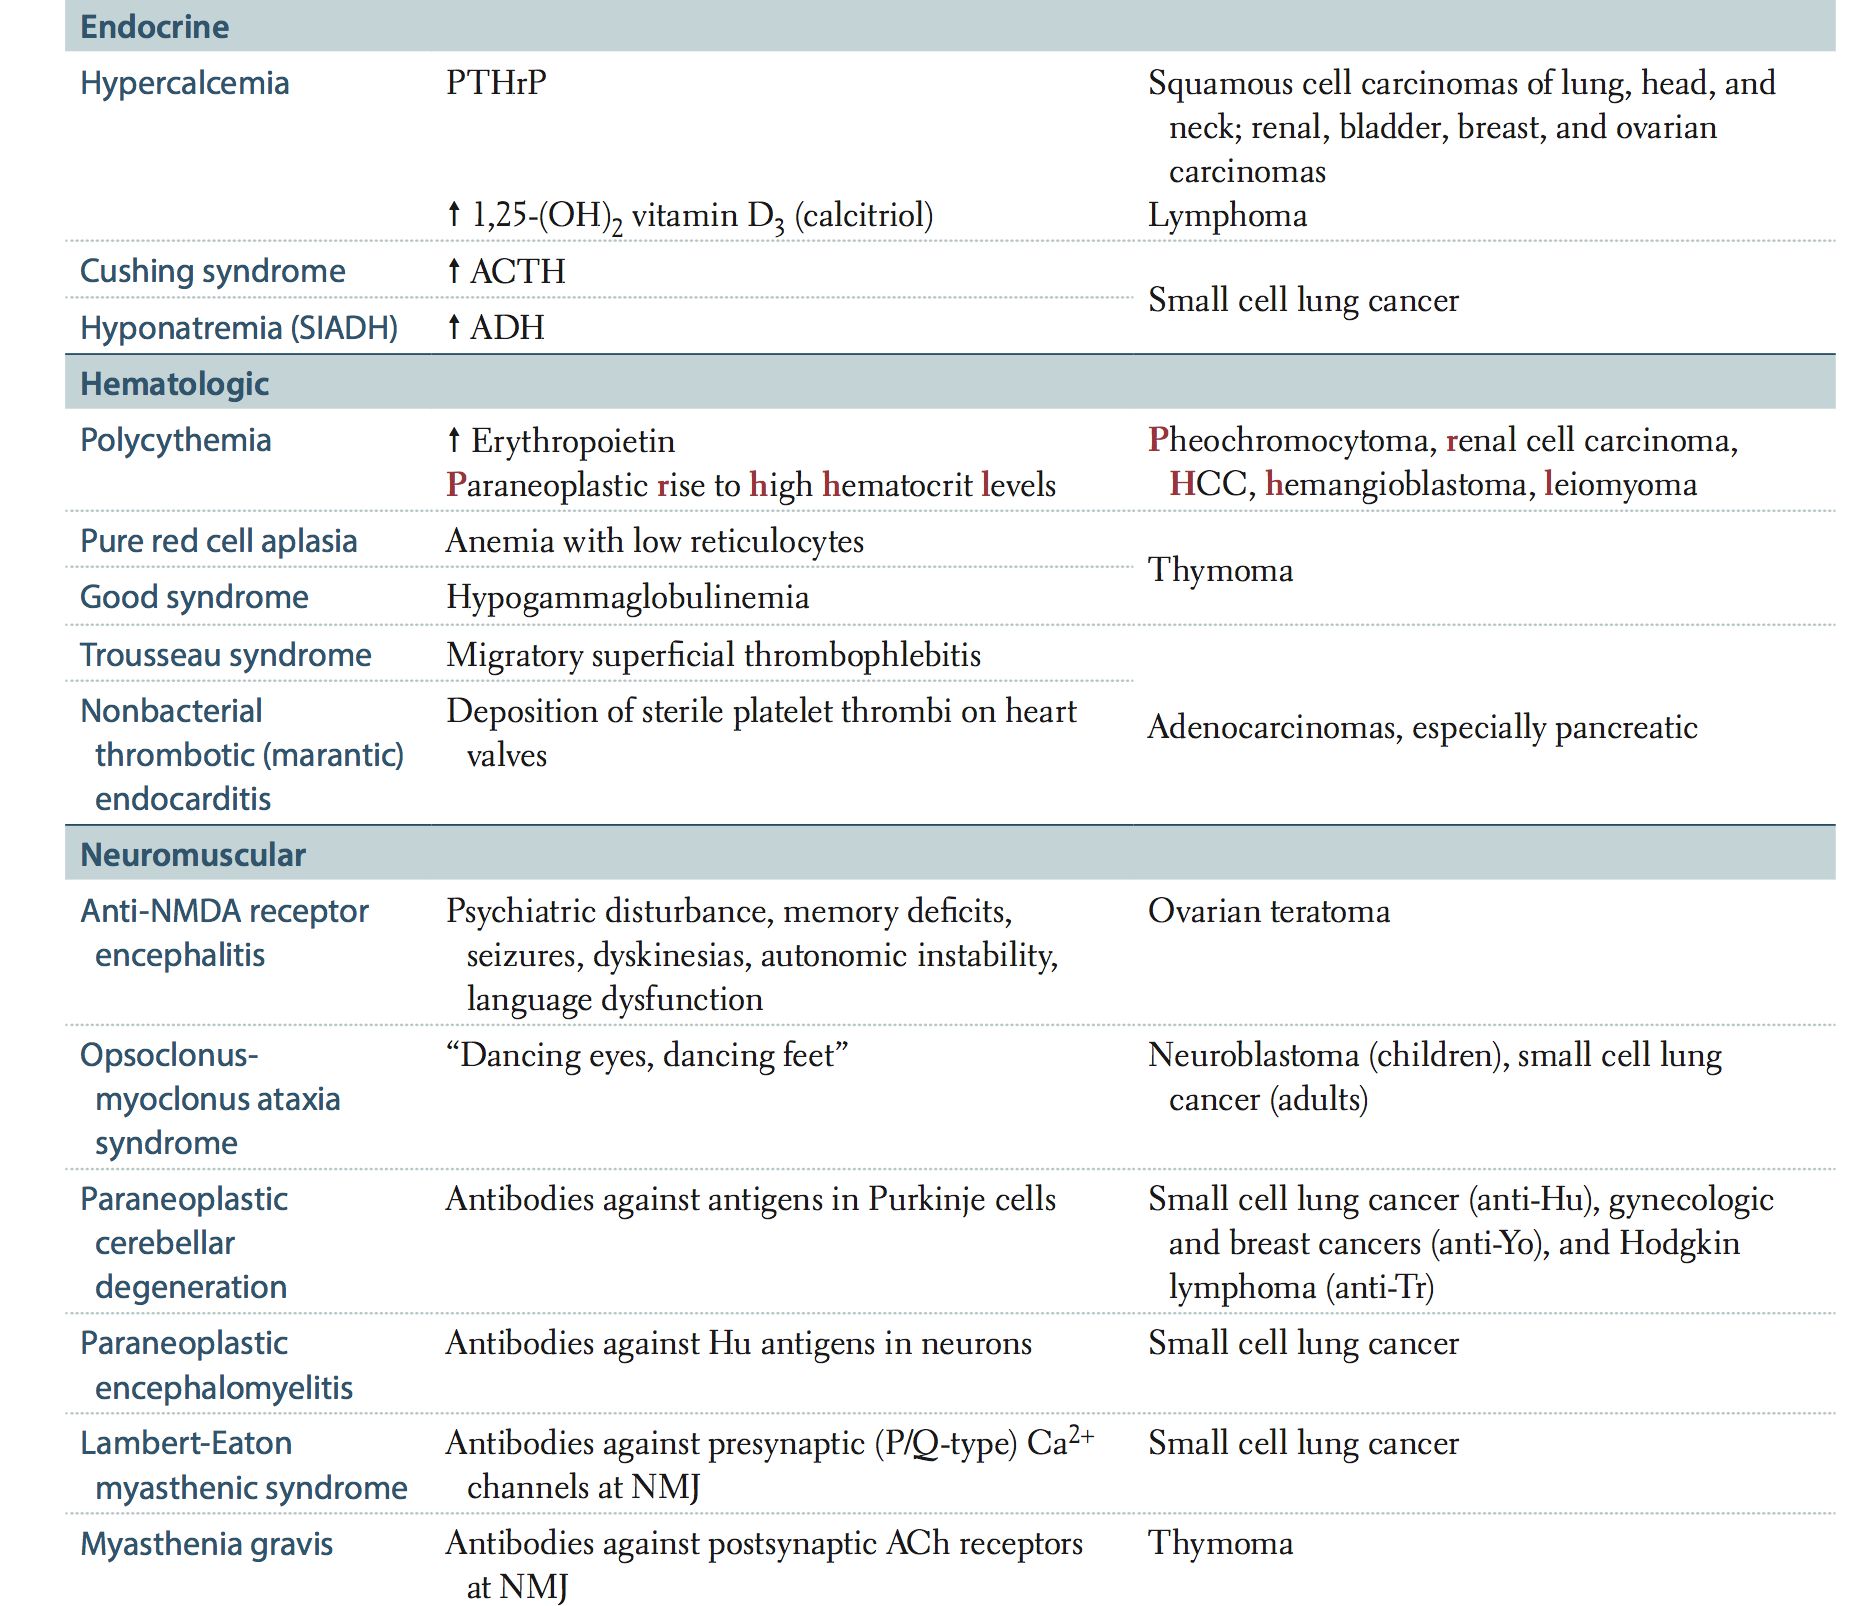 Endocrine
Hypercalcemia
PTHrP
Squamous cell carcinomas of lung, head, and
neck; renal, bladder, breast, and ovarian
carcinomas
↑ 1,25-(OH)₂ vitamin D₃ (calcitriol)
Lymphoma
Cushing syndrome
↑ ACTH
Small cell lung cancer
Hyponatremia (SIADH)
↑ ADH
Hematologic
Polycythemia
↑ Erythropoietin
Paraneoplastic rise to high hematocrit levels
Pheochromocytoma, renal cell carcinoma,
HCC, hemangioblastoma, leiomyoma
Pure red cell aplasia
Anemia with low reticulocytes
Thymoma
Good syndrome
Hypogammaglobulinemia
Trousseau syndrome
Migratory superficial thrombophlebitis
Adenocarcinomas, especially pancreatic
Nonbacterial
thrombotic (marantic)
endocarditis
Deposition of sterile platelet thrombi on heart
valves
Neuromuscular
Anti-NMDA receptor
encephalitis
Psychiatric disturbance, memory deficits,
seizures, dyskinesias, autonomic instability,
language dysfunction
Ovarian teratoma
Opsoclonus-
myoclonus ataxia
syndrome
“Dancing eyes, dancing feet”
Neuroblastoma (children), small cell lung
cancer (adults)
Paraneoplastic
cerebellar
degeneration
Antibodies against antigens in Purkinje cells
Small cell lung cancer (anti-Hu), gynecologic
and breast cancers (anti-Yo), and Hodgkin
lymphoma (anti-Tr)
Paraneoplastic
encephalomyelitis
Antibodies against Hu antigens in neurons
Small cell lung cancer
Lambert-Eaton
myasthenic syndrome
Antibodies against presynaptic (P/Q-type) Ca²⁺
channels at NMJ
Small cell lung cancer
Myasthenia gravis
Antibodies against postsynaptic ACh receptors
at NMJ
Thymoma